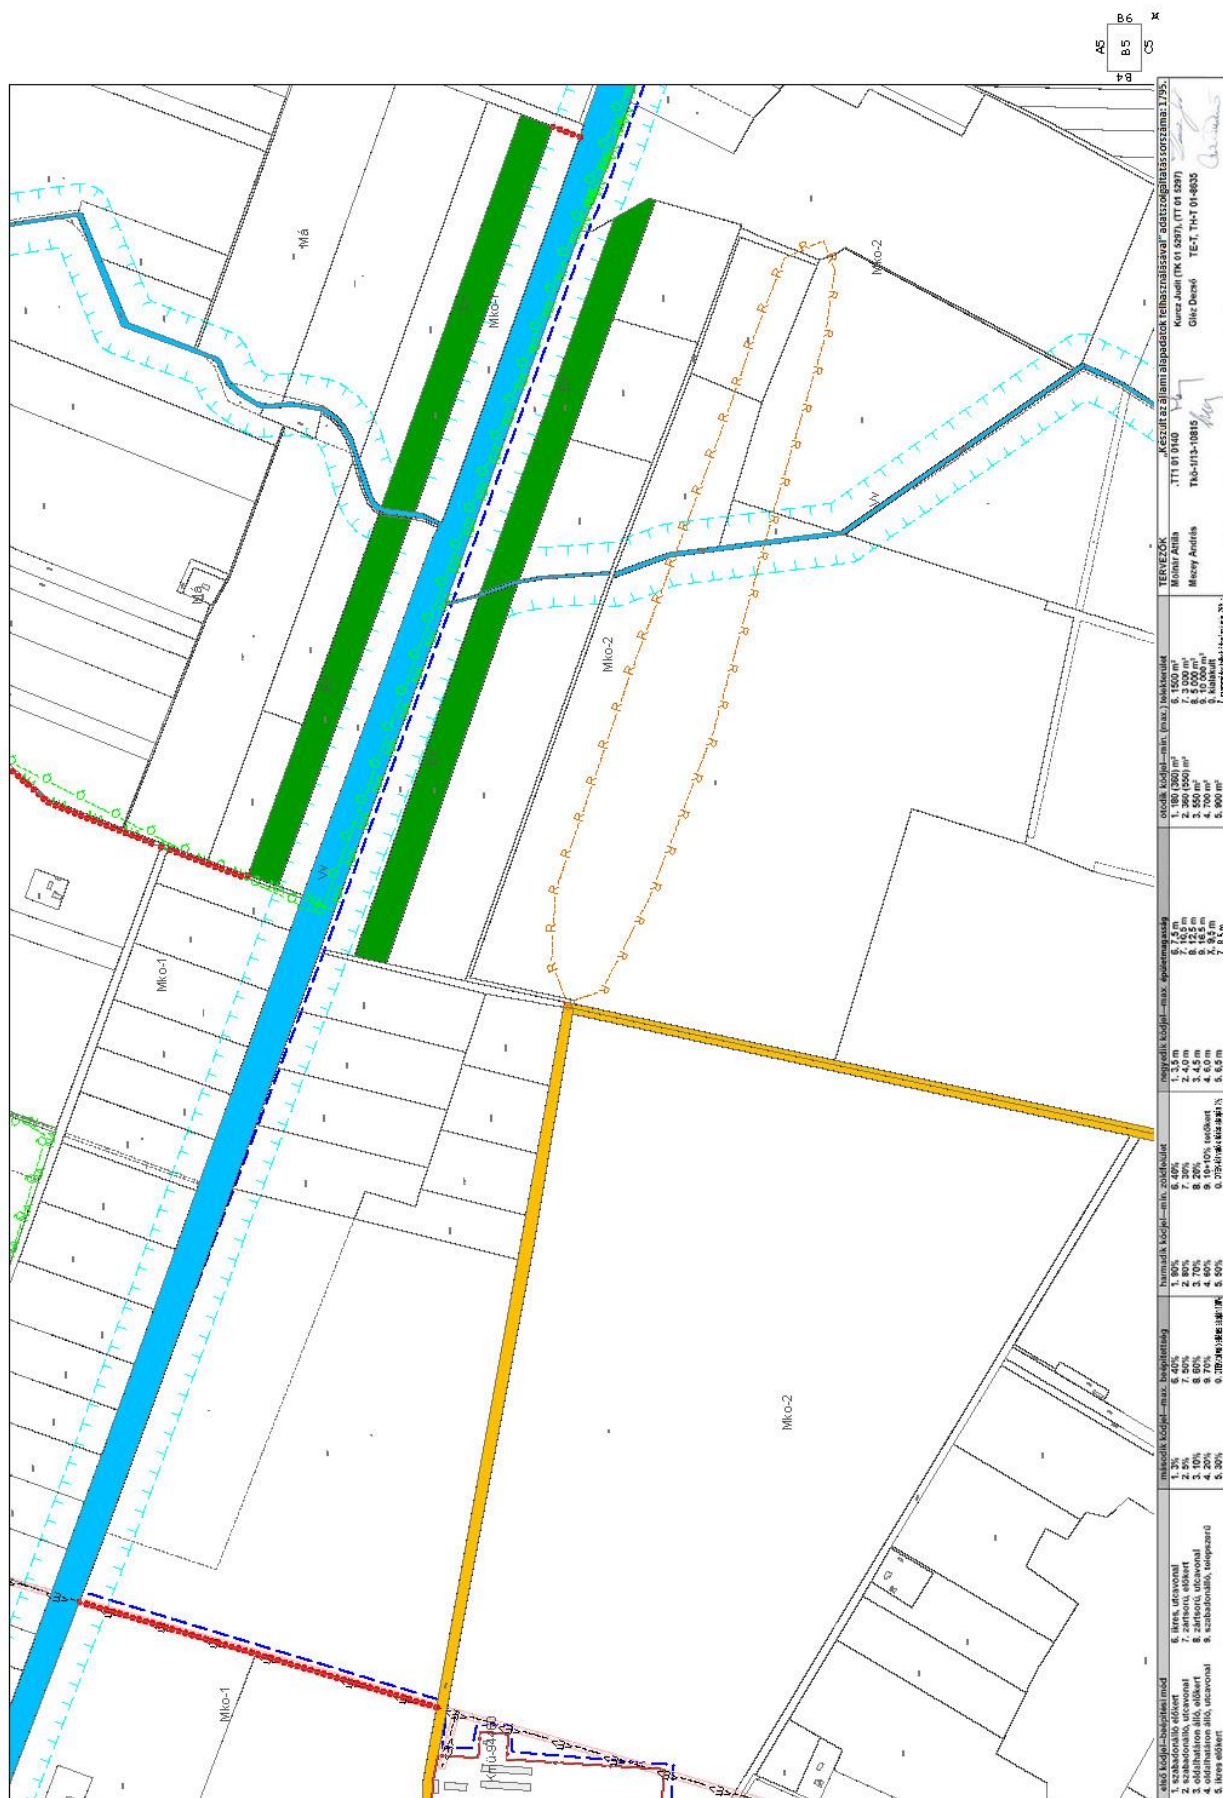 B6
A5
B5
C5
B4
Má
Mko-1
Mko-2
Má
Mko-2
Vv
Vv
Mko-1
Mko-2
Mko-1
első kódjel—beépítési mód
1. szabadonálló előkert
2. szabadonálló, utcavonal
3. oldalhatáron álló, előkert
4. oldalhatáron álló, utcavonal
5. ikres előkert
6. ikres, utcavonal
7. zártsorú, előkert
8. zártsorú, utcavonal
9. szabadonálló, telepszerű
második kódjel—max. beépítettség
1. 3%
2. 5%
3. 10%
4. 20%
5. 30%
6. 40%
7. 50%
8. 60%
9. 70%
harmadik kódjel—min. zöldfelület
1. 90%
2. 80%
3. 70%
4. 60%
5. 50%
6. 40%
7. 30%
8. 20%
9. 10+10% tetőkert
negyedik kódjel—max. épületmagasság
1. 3,5 m
2. 4,0 m
3. 4,5 m
4. 6,0 m
5. 6,5 m
6. 7,5 m
7. 10,5 m
8. 12,5 m
9. 16,5 m
X. 9,5 m
ötödik kódjel—min. (max.) telekterület
1. 180 (360) m²
2. 360 (550) m²
3. 550 m²
4. 700 m²
5. 900 m²
6. 1500 m²
7. 3 000 m²
8. 5 000 m²
9. 10 000 m²
0. kialakult
TERVEZŐK
„Készült az állami alapadatok felhasználásával" adatszolgáltatás sorszáma: 1795.
Molnár Attila TT1 01 0140
Kurcz Judit (TK 01 5297), (TT 01 5297)
Mezey András Tkö-1/13-10815
Giéz Dezső TE-T, TH-T 01-8635